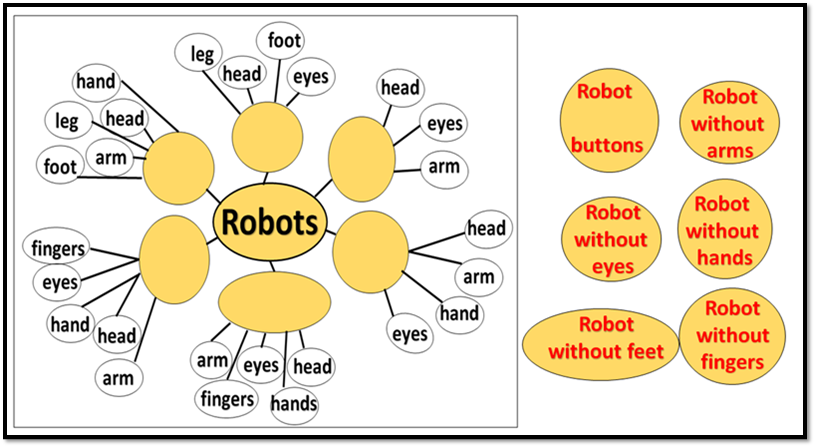 leg
foot
head
eyes
hand
head
leg
arm
foot
head
eyes
arm
Robots
fingers
eyes
hand
head
arm
head
arm
hand
eyes
arm
eyes
head
fingers
hands
Robot
buttons
Robot
without
arms
Robot
without
eyes
Robot
without
hands
Robot
without feet
Robot
without
fingers